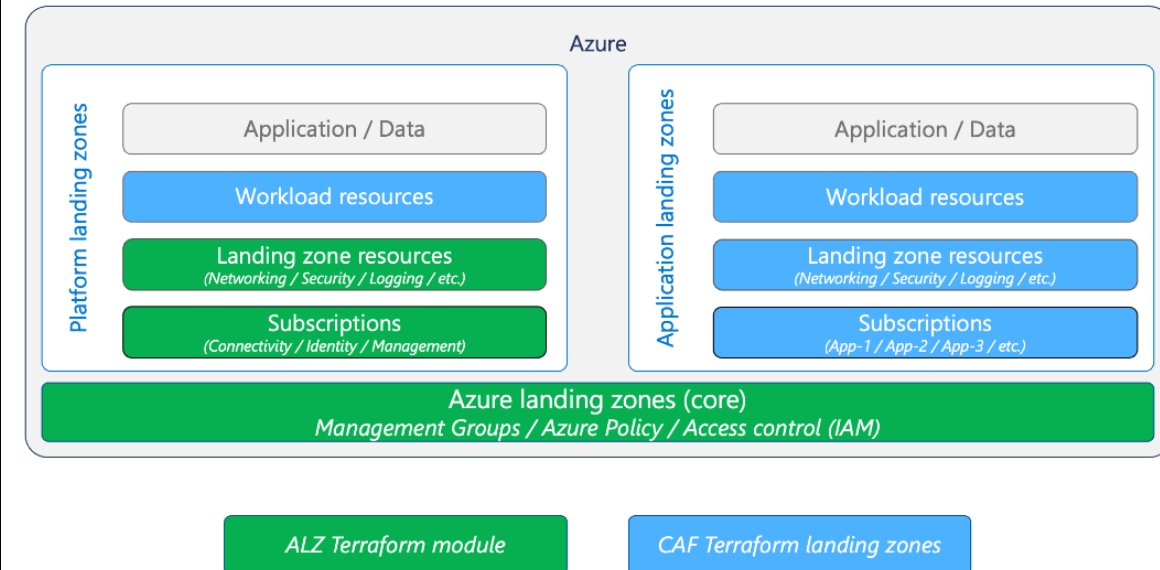 Azure
Platform landing zones
Application / Data
Workload resources
Landing zone resources
(Networking / Security / Logging / etc.)
Subscriptions
(Connectivity / Identity / Management)
Application landing zones
Application / Data
Workload resources
Landing zone resources
(Networking / Security / Logging / etc.)
Subscriptions
(App-1 / App-2 / App-3 / etc.)
Azure landing zones (core)
Management Groups / Azure Policy / Access control (IAM)
ALZ Terraform module
CAF Terraform landing zones